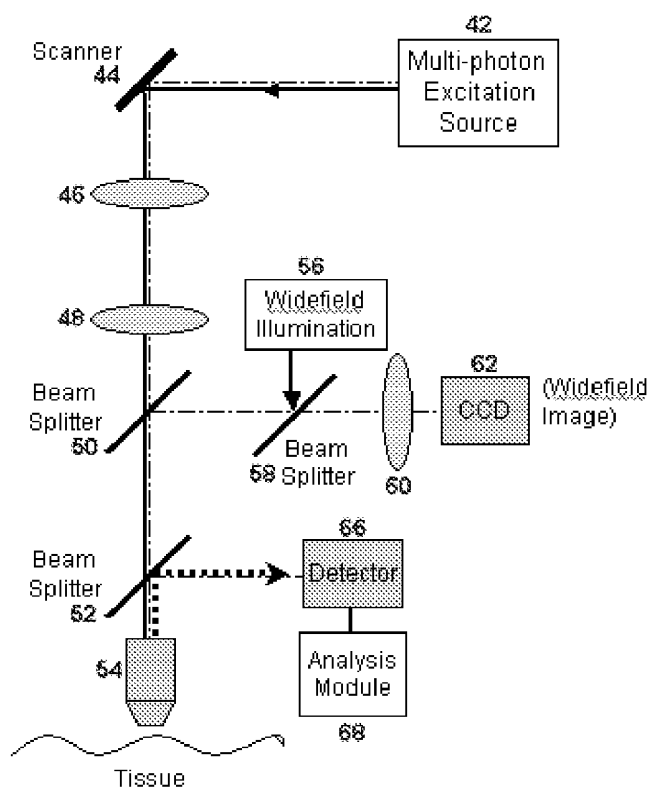 42
Scanner
44
Multi-photon
Excitation
Source
46
48
56
Widefield
Illumination
Beam
Splitter
50
62
CCD
(Widefield
Image)
Beam
58 Splitter
60
66
Beam
Splitter
52
Detector
54
Analysis
Module
68
Tissue